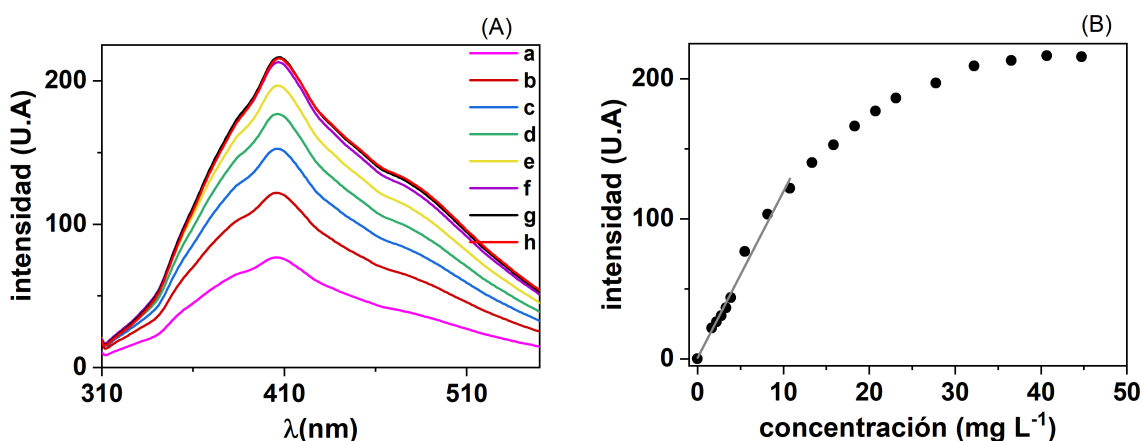 (A)
intensidad (U.A)
200
100
0
310
410
510
λ(nm)
a
b
c
d
e
f
g
h
(B)
intensidad (U.A)
200
100
0
0
10
20
30
40
50
concentración (mg L⁻¹)